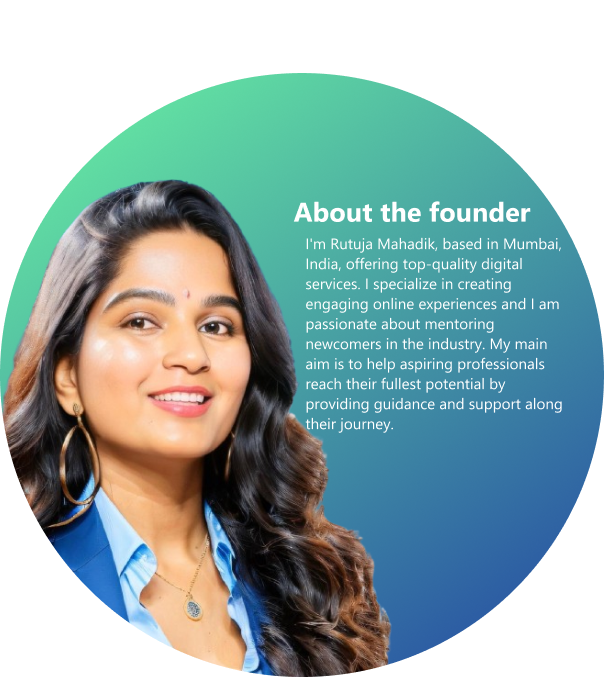 About the founder
I'm Rutuja Mahadik, based in Mumbai,
India, offering top-quality digital
services. I specialize in creating
engaging online experiences and I am
passionate about mentoring
newcomers in the industry. My main
aim is to help aspiring professionals
reach their fullest potential by
providing guidance and support along
their journey.